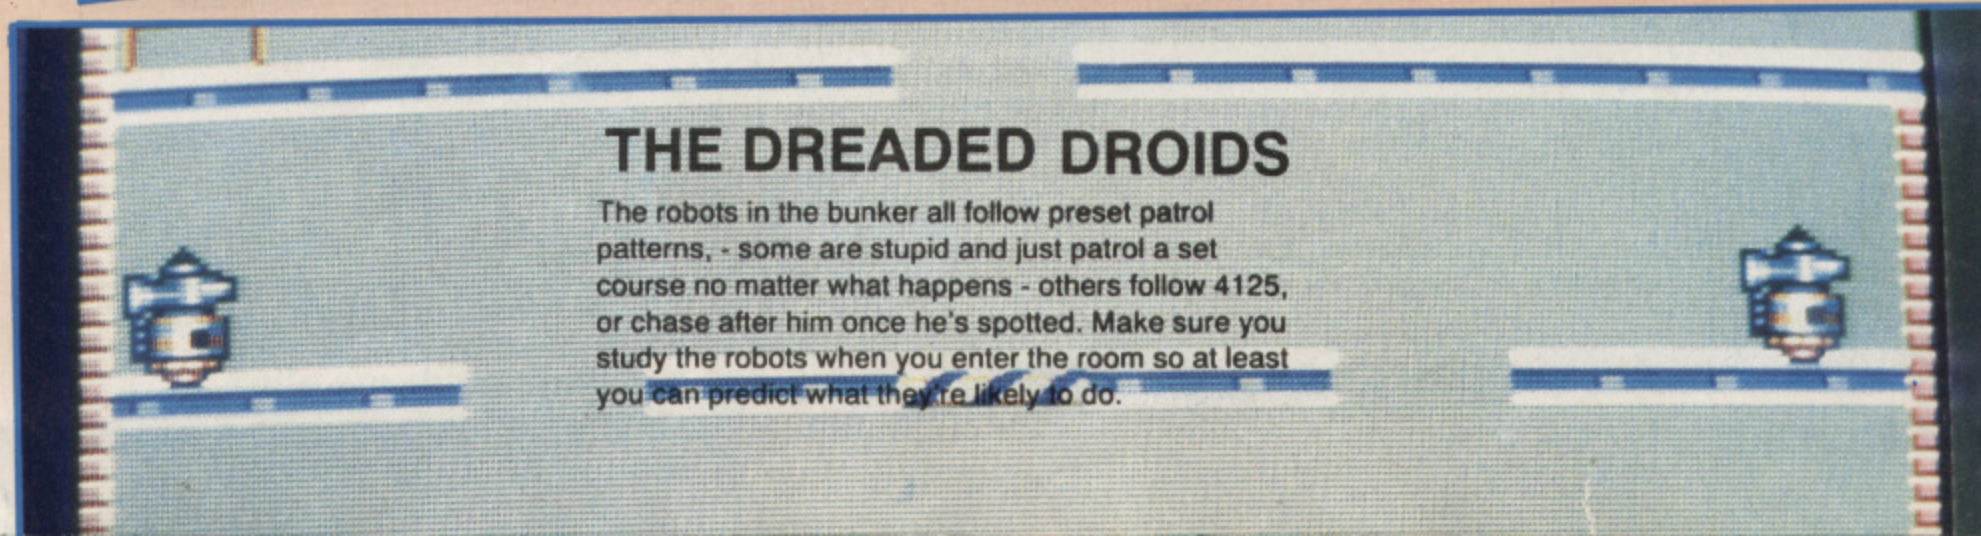 THE DREADED DROIDS
The robots in the bunker all follow preset patrol
patterns, - some are stupid and just patrol a set
course no matter what happens - others follow 4125,
or chase after him once he's spotted. Make sure you
study the robots when you enter the room so at least
you can predict what they're likely to do.